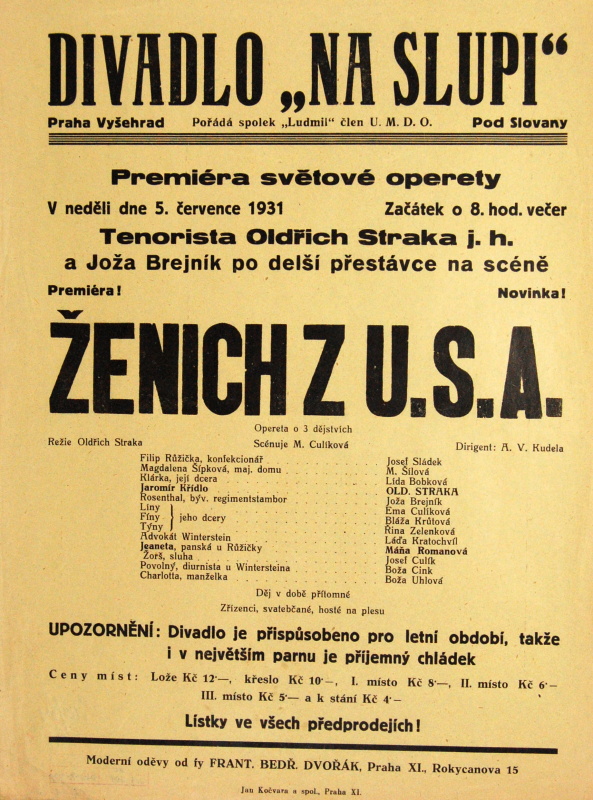 DIVADLO „NA SLUPI“
Praha Vyšehrad Pořádá spolek „Ludmil“ člen U. M. D. O. Pod Slovany
Premiéra světové operety
V neděli dne 5. července 1931 Začátek o 8. hod. večer
Tenorista Oldřich Straka j. h.
a Joža Brejník po delší přestávce na scéně
Premiéra! Novinka!
ŽENICH Z U.S.A.
Opereta o 3 dějstvích
Režie Oldřich Straka Scénuje M. Culíková Dirigent: A. V. Kudela
Filip Růžička, konfekcionář Josef Sládek
Magdalena Šípková, maj. domu M. Šílová
Klárka, její dcera Lída Bobková
Jaromír Křídlo OLD. STRAKA
Rosenthal, býv. regimentstambor Joža Brejník
Líny Ema Culíková
Fíny } jeho dcery Bláža Krůtová
Týny Řina Zelenková
Advokát Winterstein Láďa Kratochvíl
Jeaneta, panská u Růžičky Máňa Romanová
Žorš, sluha Josef Culík
Povolný, diurnista u Wintersteina Boža Cink
Charlotta, manželka Boža Uhlová
Děj v době přítomné
Zřízenci, svatebčané, hosté na plesu
UPOZORNĚNÍ: Divadlo je přispůsobeno pro letní období, takže
i v největším parnu je příjemný chládek
Ceny míst: Lože Kč 12·—, křeslo Kč 10·—, I. místo Kč 8·—, II. místo Kč 6·—
III. místo Kč 5·— a k stání Kč 4·—
Lístky ve všech předprodejích!
Moderní oděvy od fy FRANT. BEDŘ. DVOŘÁK, Praha XI., Rokycanova 15
Jan Kočvara a spol., Praha XI.